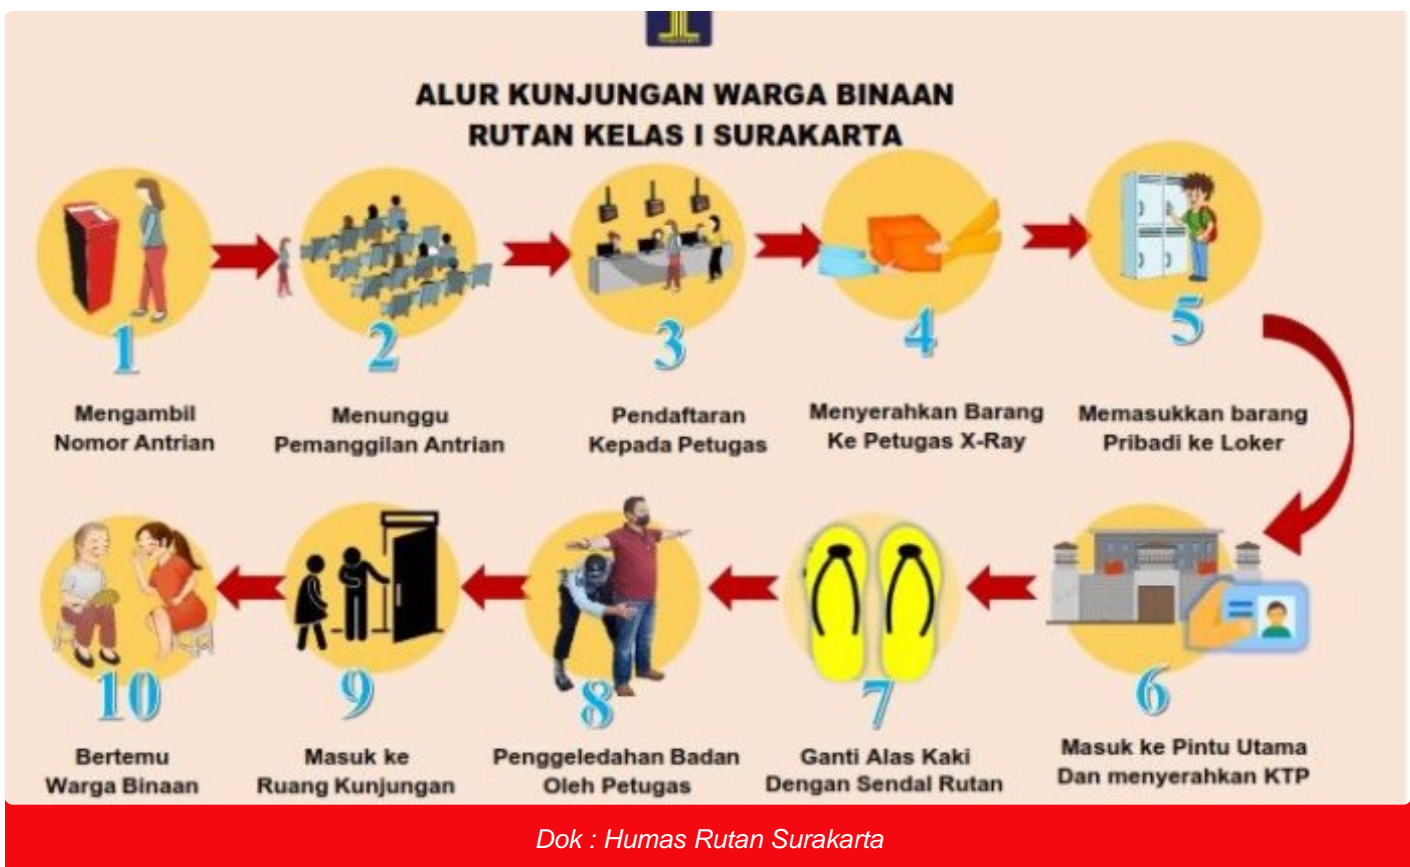 ALUR KUNJUNGAN WARGA BINAAN
RUTAN KELAS I SURAKARTA
1
Mengambil
Nomor Antrian
2
Menunggu
Pemanggilan Antrian
3
Pendaftaran
Kepada Petugas
4
Menyerahkan Barang
Ke Petugas X-Ray
5
Memasukkan barang
Pribadi ke Loker
6
Masuk ke Pintu Utama
Dan menyerahkan KTP
7
Ganti Alas Kaki
Dengan Sendal Rutan
8
Penggeledahan Badan
Oleh Petugas
9
Masuk ke
Ruang Kunjungan
10
Bertemu
Warga Binaan
Dok : Humas Rutan Surakarta